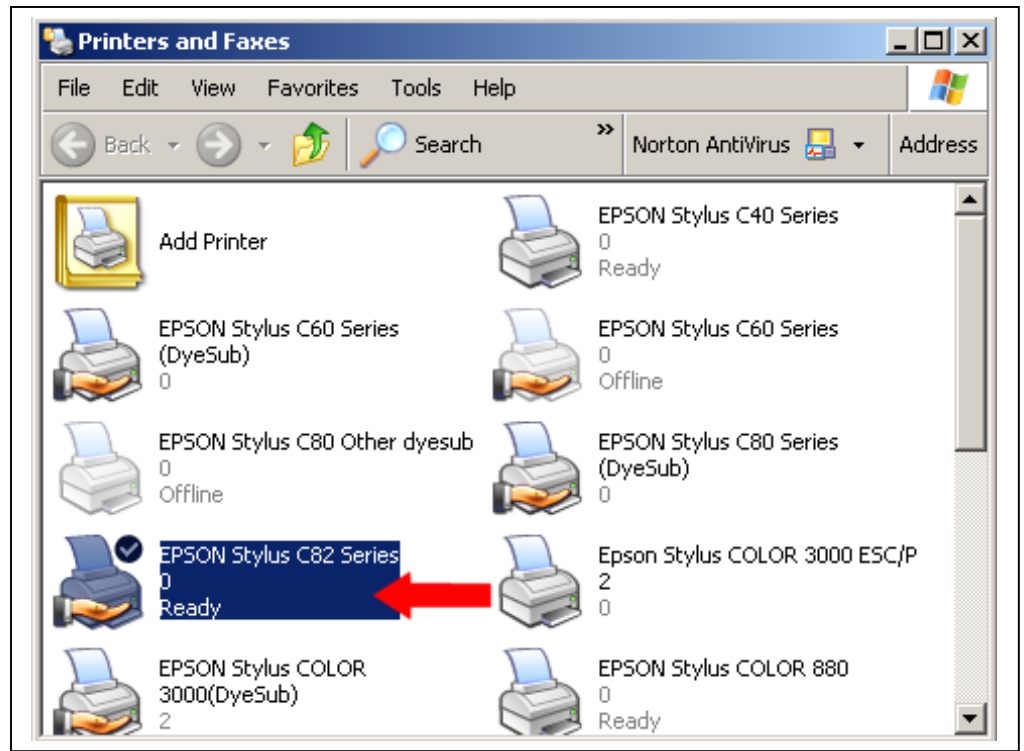 Printers and Faxes
File Edit View Favorites Tools Help
Back Search » Norton AntiVirus Address
Add Printer
EPSON Stylus C40 Series
0
Ready
EPSON Stylus C60 Series
(DyeSub)
0
EPSON Stylus C60 Series
0
Offline
EPSON Stylus C80 Other dyesub
0
Offline
EPSON Stylus C80 Series
(DyeSub)
0
EPSON Stylus C82 Series
0
Ready
Epson Stylus COLOR 3000 ESC/P
2
0
EPSON Stylus COLOR
3000(DyeSub)
2
EPSON Stylus COLOR 880
0
Ready